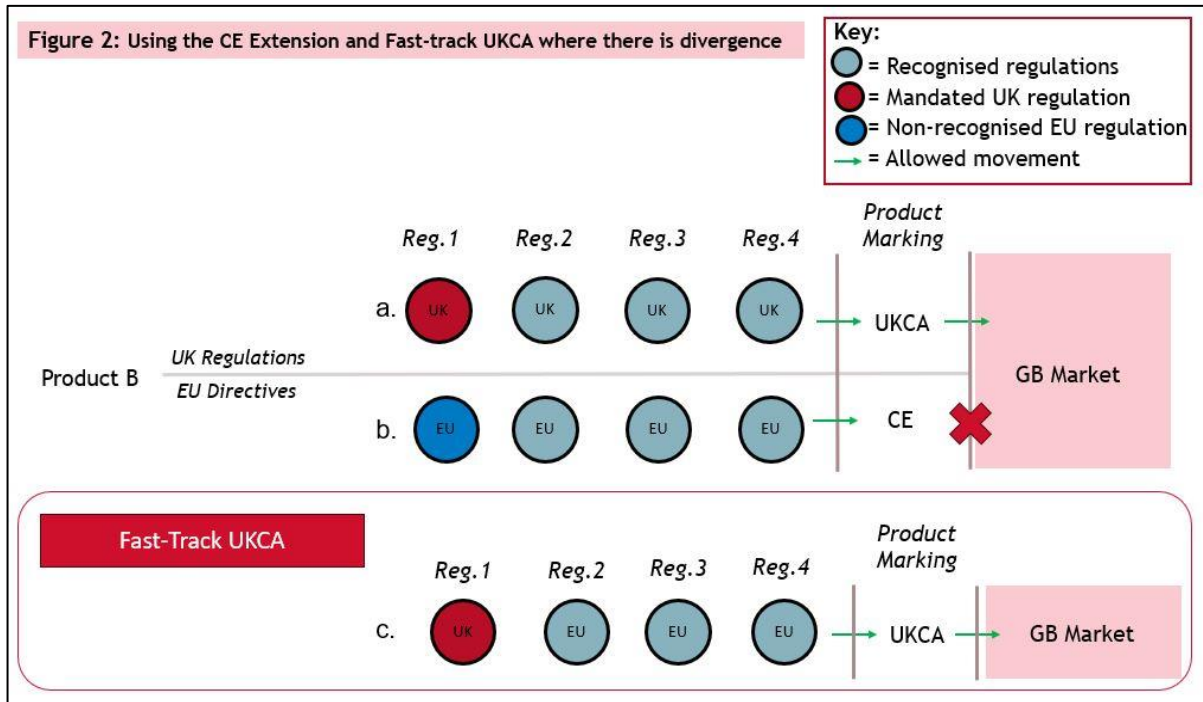 Figure 2: Using the CE Extension and Fast-track UKCA where there is divergence
Key:
= Recognised regulations
= Mandated UK regulation
= Non-recognised EU regulation
= Allowed movement
Product
Marking
Reg.1 Reg.2 Reg.3 Reg.4
a. UK UK UK UK UKCA
UK Regulations
Product B
EU Directives
GB Market
b. EU EU EU EU CE
Fast-Track UKCA
Product
Marking
Reg.1 Reg.2 Reg.3 Reg.4
c. UK EU EU EU UKCA GB Market